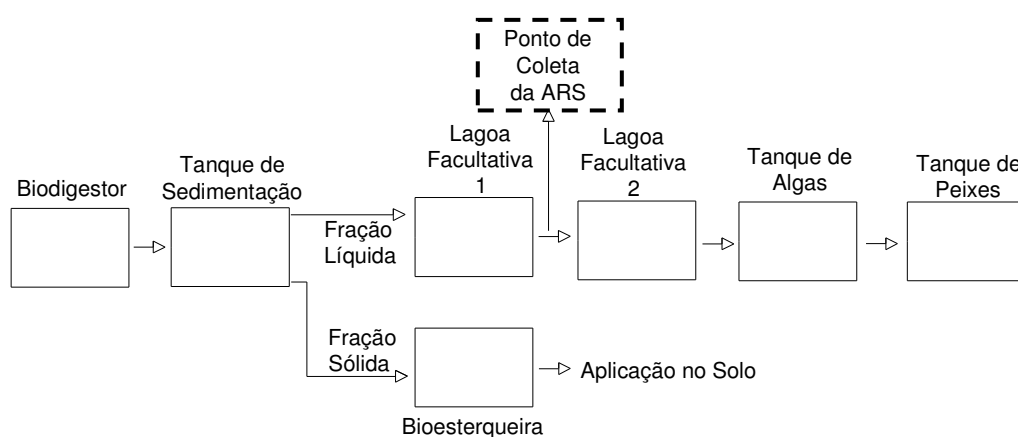 Ponto de
Coleta
da ARS
Biodigestor
Tanque de
Sedimentação
Lagoa
Facultativa
1
Lagoa
Facultativa
2
Tanque de
Algas
Tanque de
Peixes
Fração
Líquida
Fração
Sólida
Aplicação no Solo
Bioesterqueira